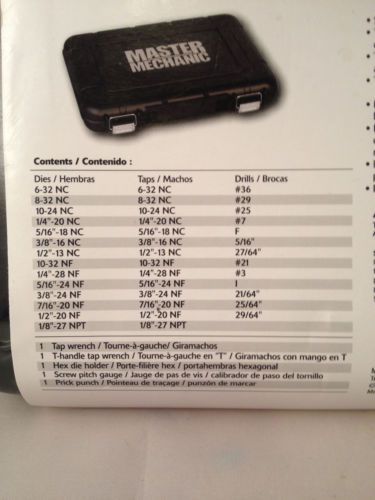 MASTER
MECHANIC
Contents / Contenido :
Dies / Hembras Taps / Machos Drills / Brocas
6-32 NC 6-32 NC #36
8-32 NC 8-32 NC #29
10-24 NC 10-24 NC #25
1/4"-20 NC 1/4"-20 NC #7
5/16"-18 NC 5/16"-18 NC F
3/8"-16 NC 3/8"-16 NC 5/16"
1/2"-13 NC 1/2"-13 NC 27/64"
10-32 NF 10-32 NF #21
1/4"-28 NF 1/4"-28 NF #3
5/16"-24 NF 5/16"-24 NF I
3/8"-24 NF 3/8"-24 NF 21/64"
7/16"-20 NF 7/16"-20 NF 25/64"
1/2"-20 NF 1/2"-20 NF 29/64"
1/8"-27 NPT 1/8"-27 NPT
1 Tap wrench / Tourne-à-gauche/ Giramachos
1 T-handle tap wrench / Tourne-à-gauche en "T" / Giramachos con mango en T
1 Hex die holder / Porte-filière hex / portahembras hexagonal
1 Screw pitch gauge / Jauge de pas de vis / calibrador de paso del tornillo
1 Prick punch / Pointeau de traçage / punzón de marcar